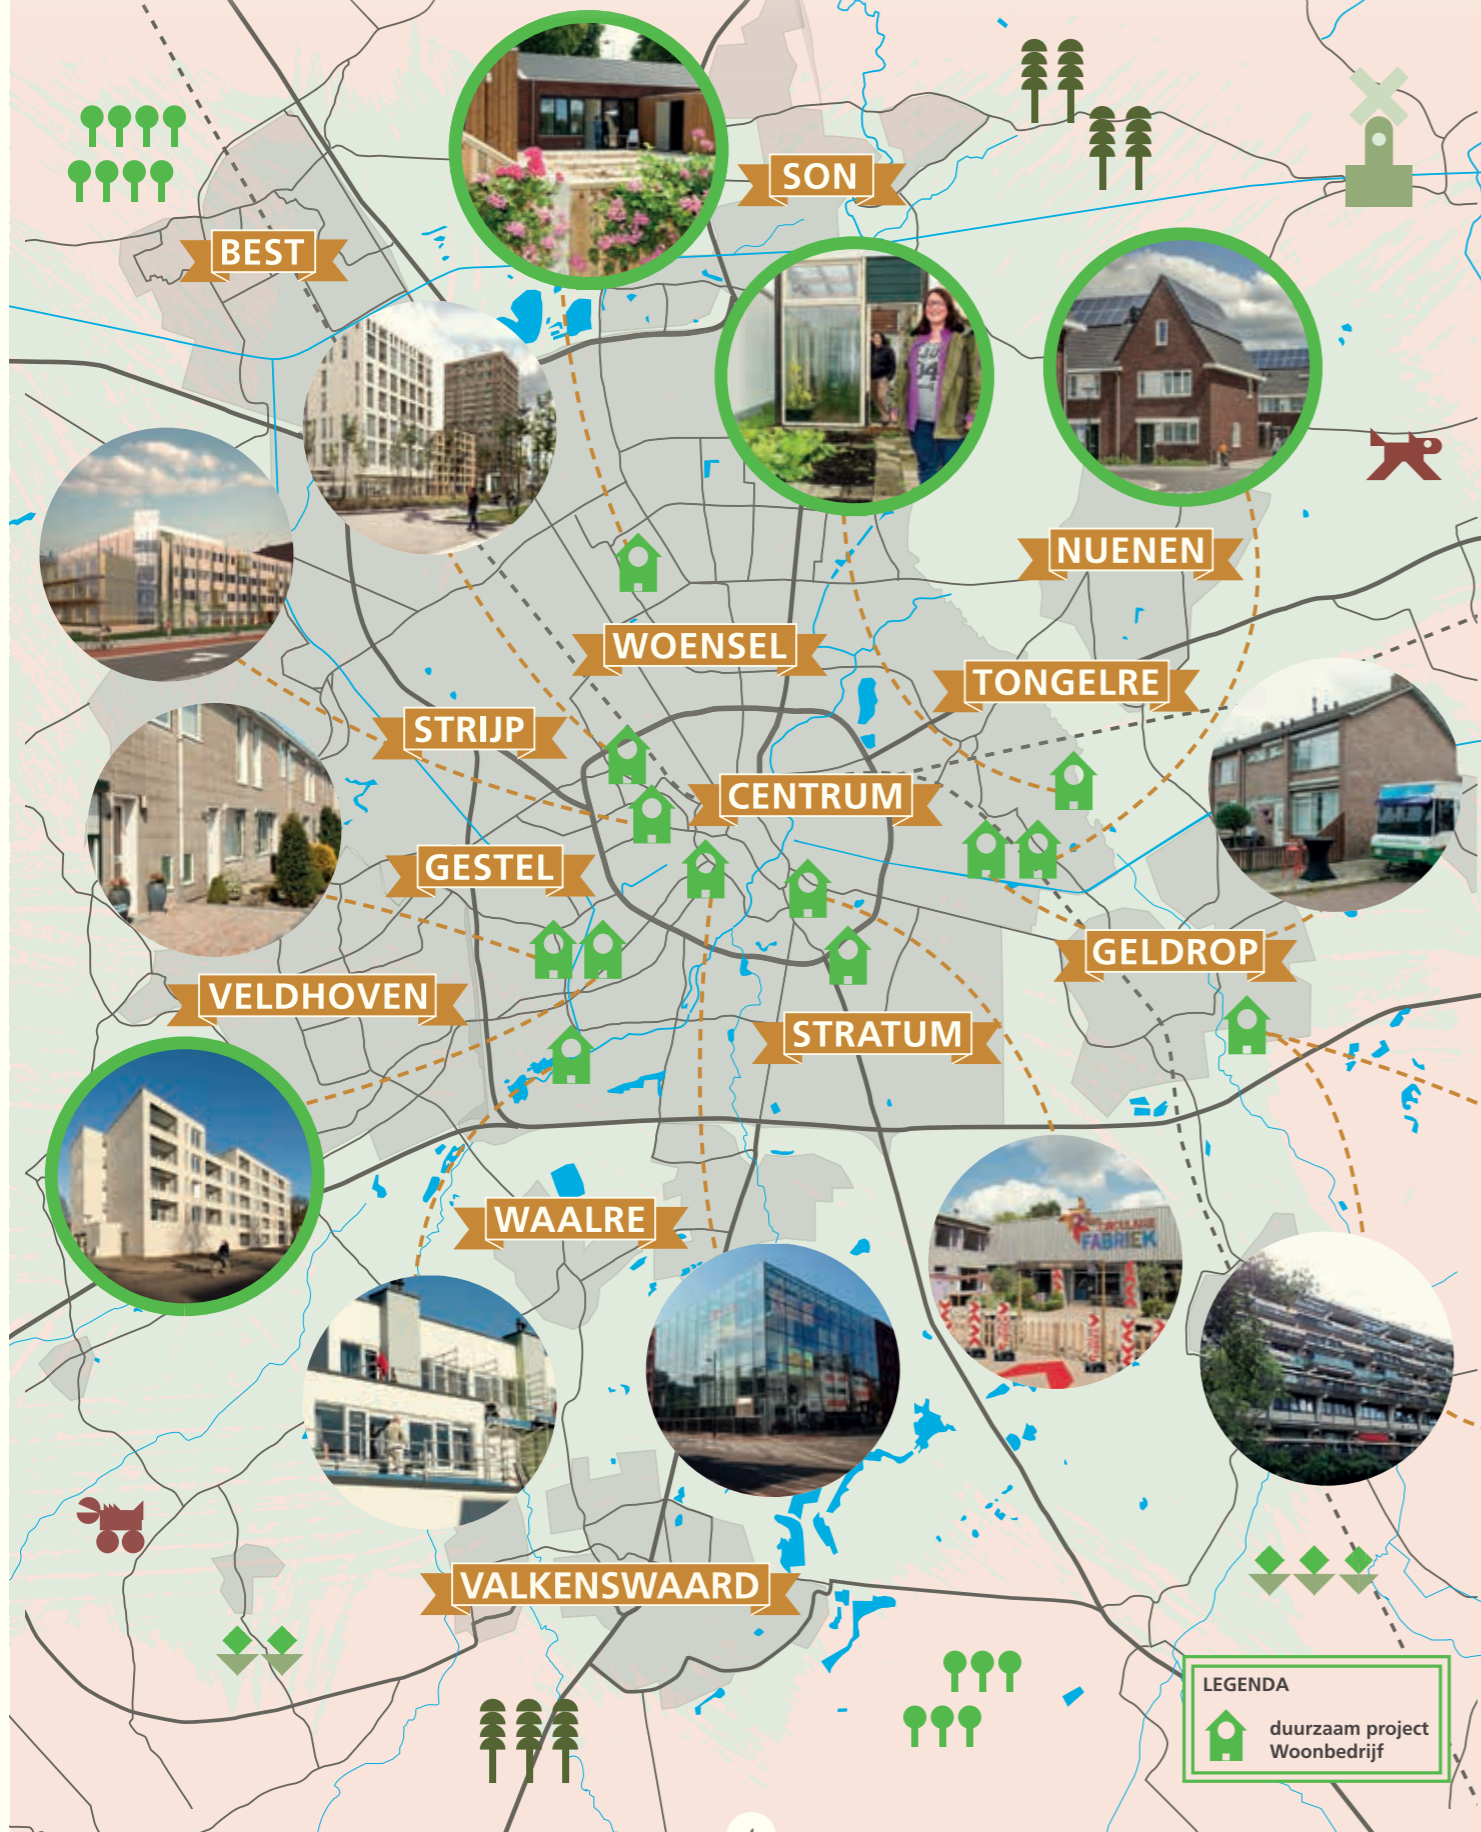 SON
BEST
NUENEN
WOENSEL
TONGELRE
STRIJP
CENTRUM
GESTEL
GELDROP
VELDHOVEN
STRATUM
WAALRE
FABRIEK
VALKENSWAARD
LEGENDA
duurzaam project
Woonbedrijf